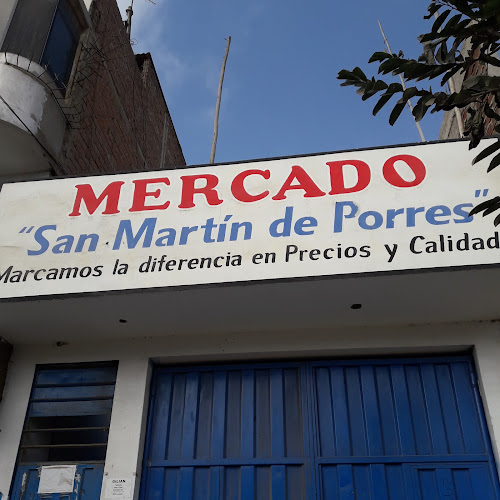 MERCADO
"San Martín de Porres"
Marcamos la diferencia en Precios y Calidad